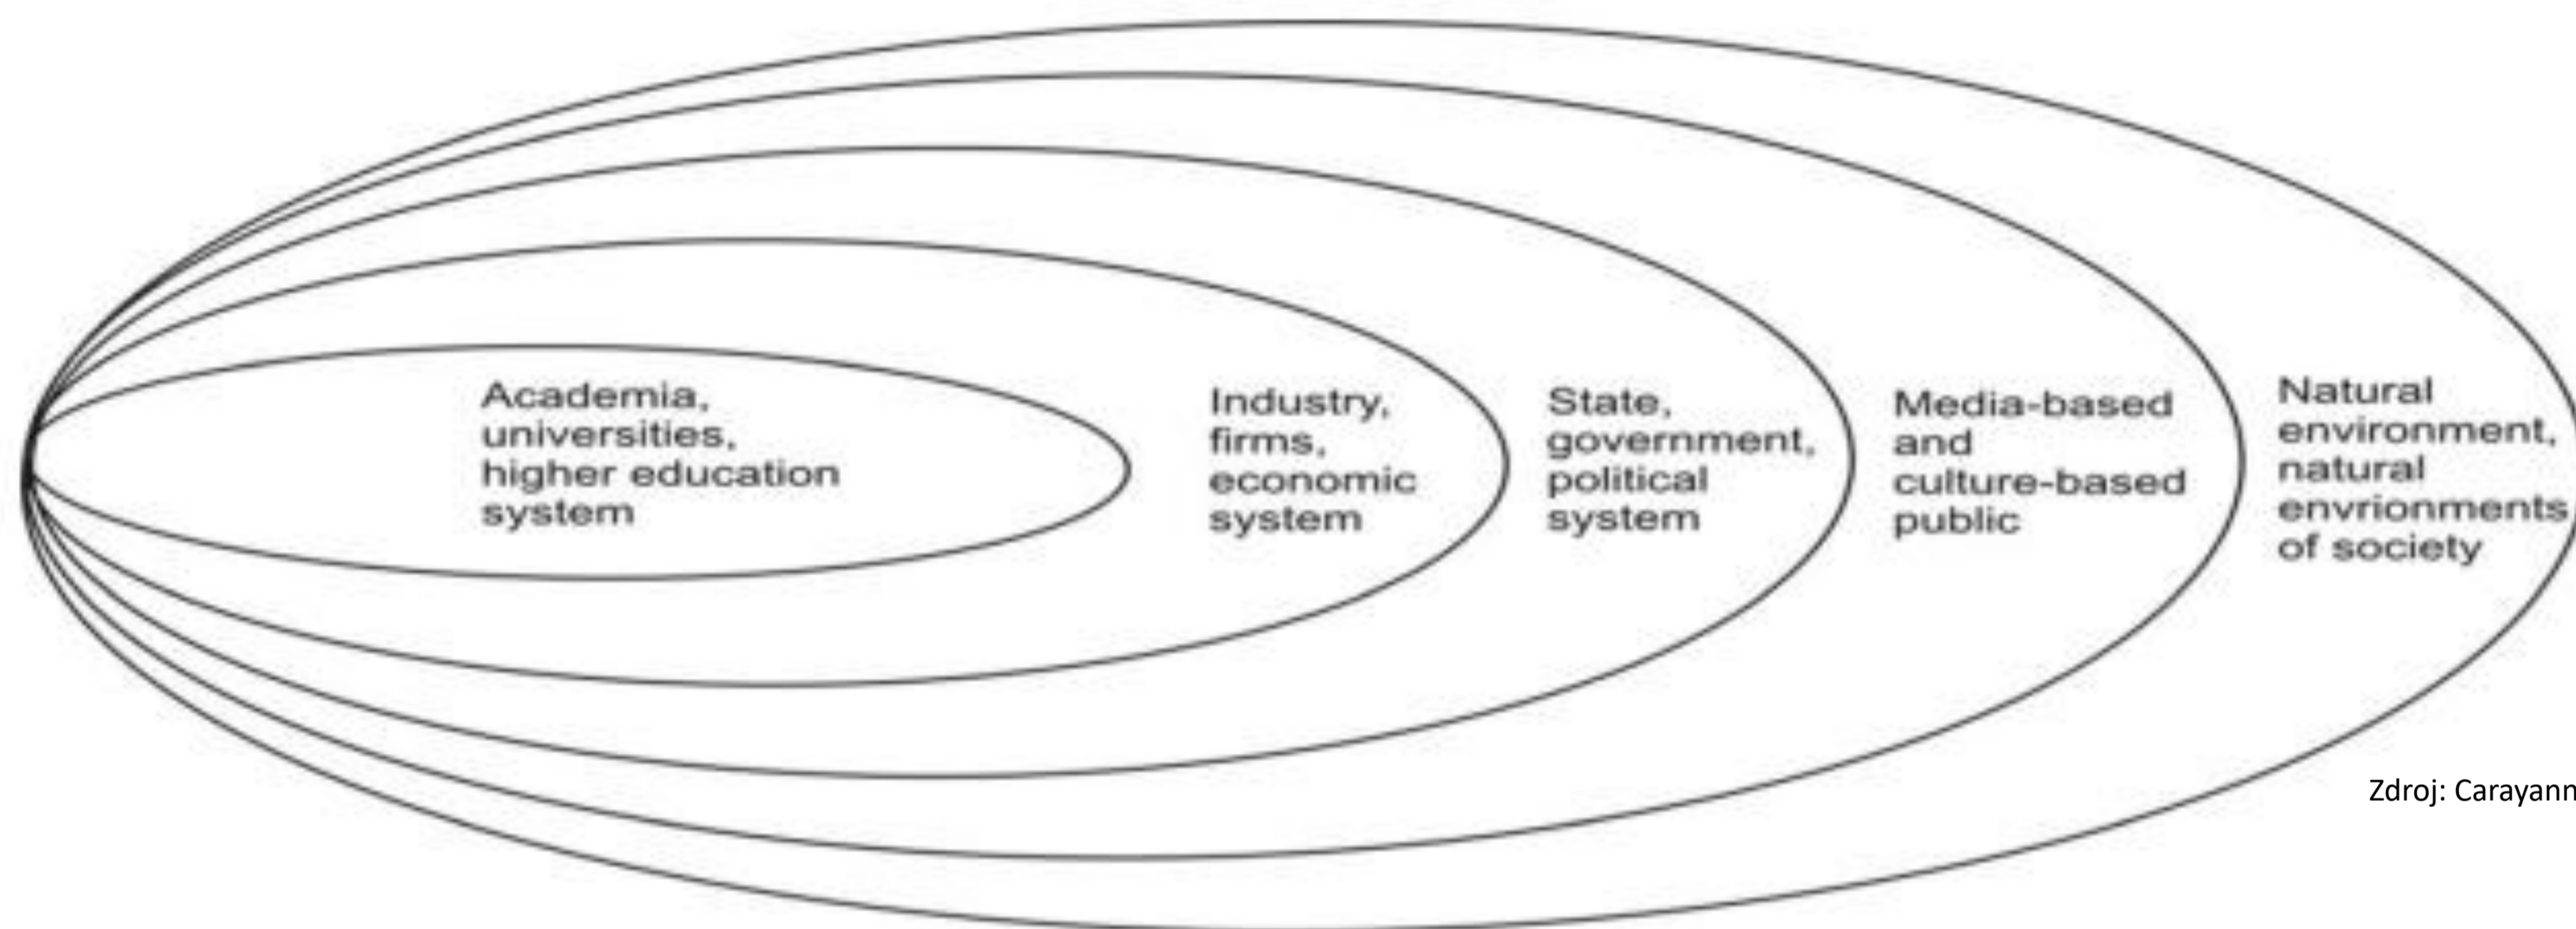 Academia,
universities,
higher education
system
Industry,
firms,
economic
system
State,
government,
political
system
Media-based
and
culture-based
public
Natural
environment,
natural
envrionments
of society
Zdroj: Carayann